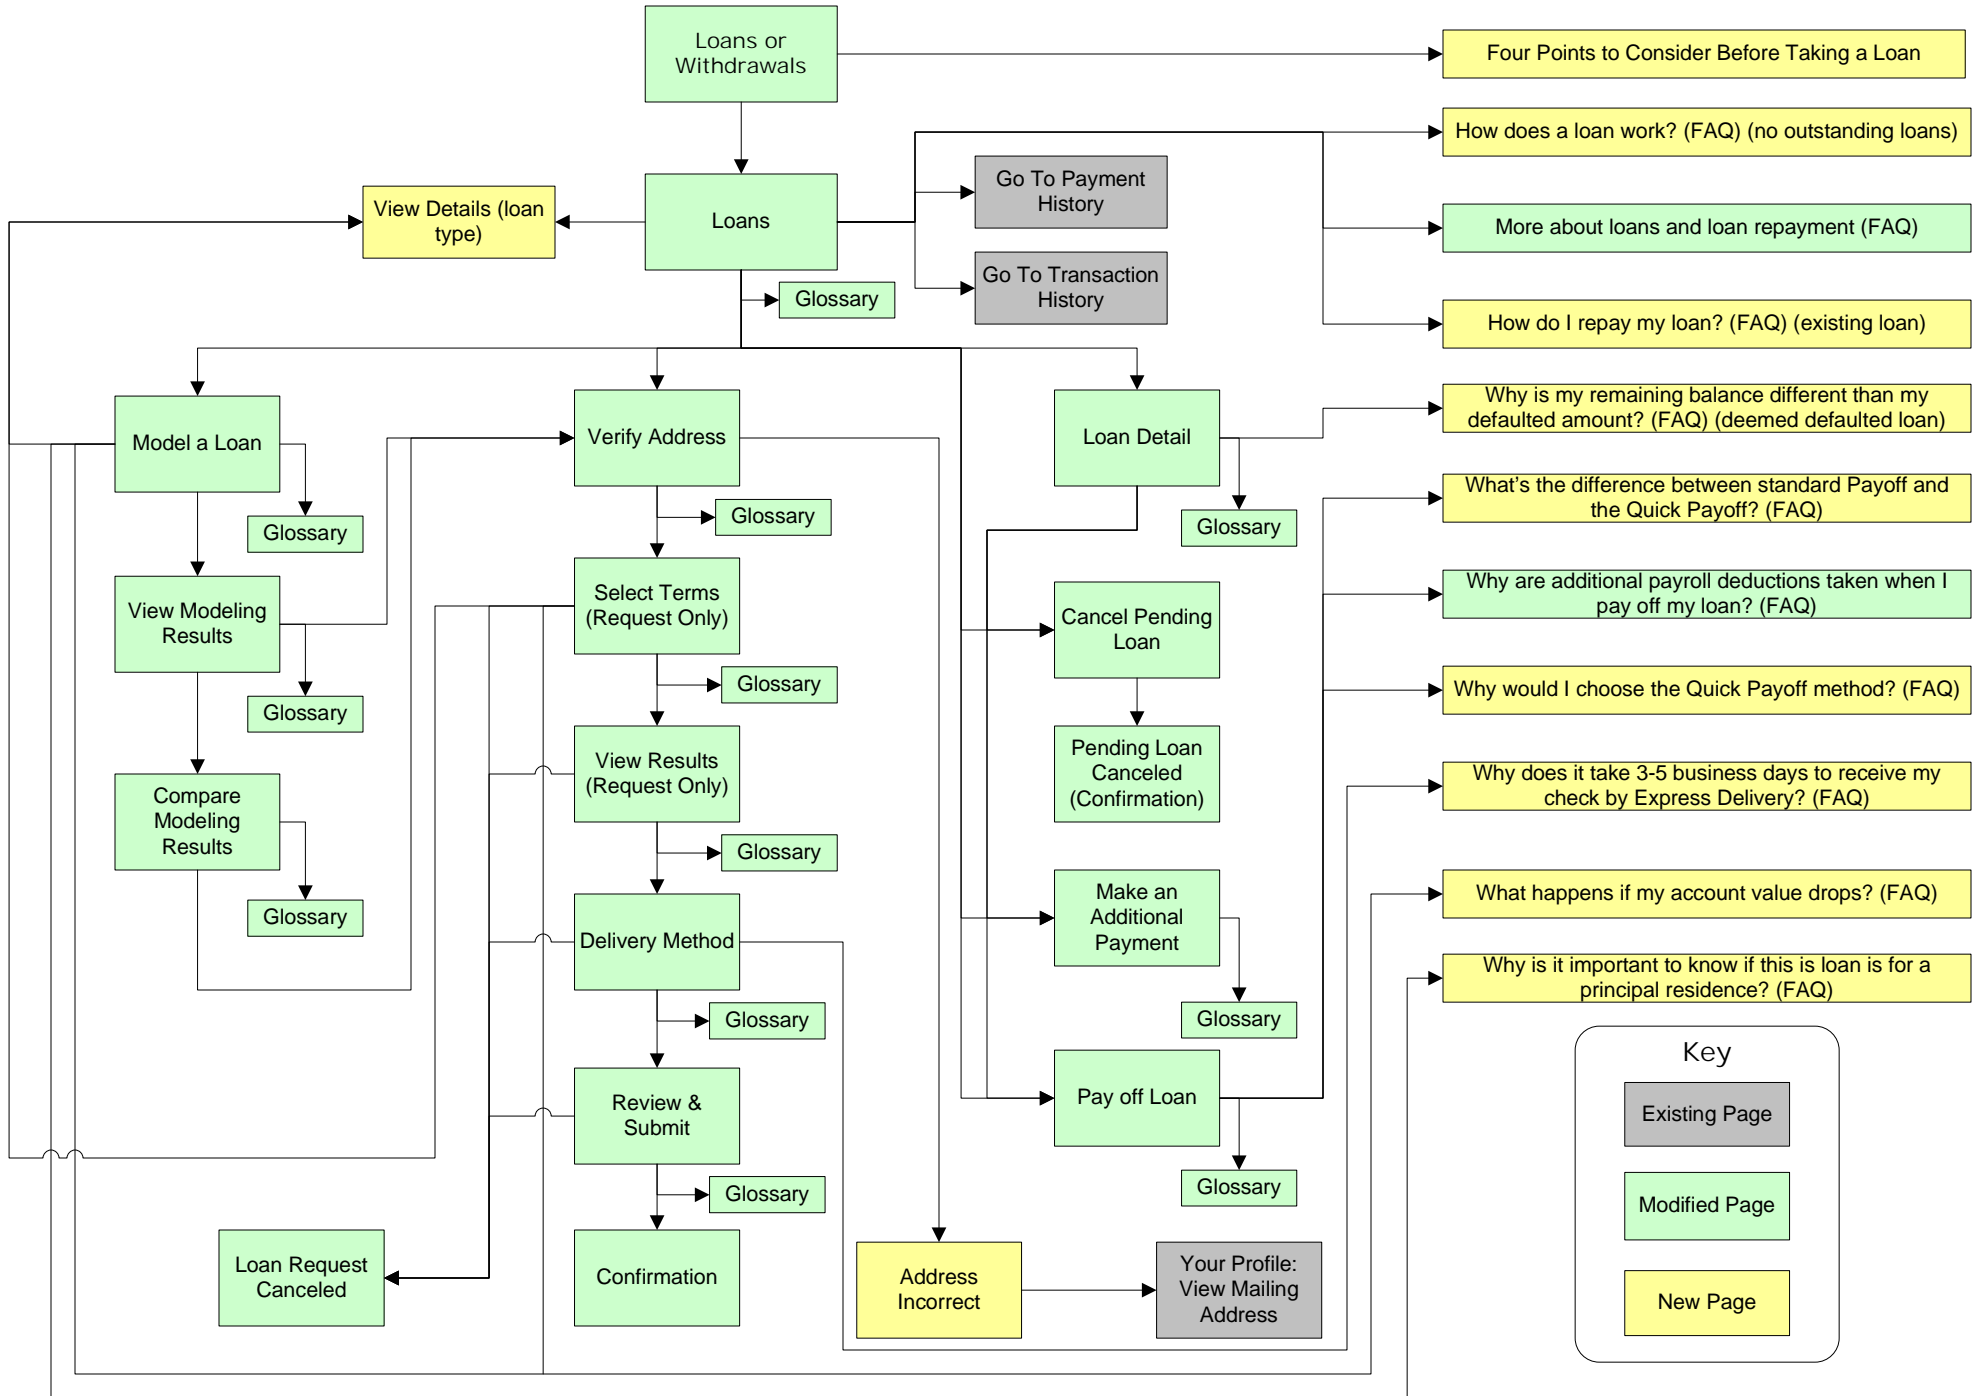 Loans or
Withdrawals
Four Points to Consider Before Taking a Loan
How does a loan work? (FAQ) (no outstanding loans)
Go To Payment
History
View Details (loan
type)
Loans
More about loans and loan repayment (FAQ)
Go To Transaction
History
Glossary
How do I repay my loan? (FAQ) (existing loan)
Model a Loan
Verify Address
Loan Detail
Why is my remaining balance different than my
defaulted amount? (FAQ) (deemed defaulted loan)
Glossary
Glossary
Glossary
What's the difference between standard Payoff and
the Quick Payoff? (FAQ)
View Modeling
Results
Select Terms
(Request Only)
Cancel Pending
Loan
Why are additional payroll deductions taken when I
pay off my loan? (FAQ)
Glossary
Glossary
Why would I choose the Quick Payoff method? (FAQ)
Compare
Modeling
Results
View Results
(Request Only)
Pending Loan
Canceled
(Confirmation)
Why does it take 3-5 business days to receive my
check by Express Delivery? (FAQ)
Glossary
Glossary
Delivery Method
Make an
Additional
Payment
What happens if my account value drops? (FAQ)
Why is it important to know if this is loan is for a
principal residence? (FAQ)
Glossary
Glossary
Review &
Submit
Pay off Loan
Key
Existing Page
Glossary
Glossary
Modified Page
Loan Request
Canceled
Confirmation
Address
Incorrect
Your Profile:
View Mailing
Address
New Page